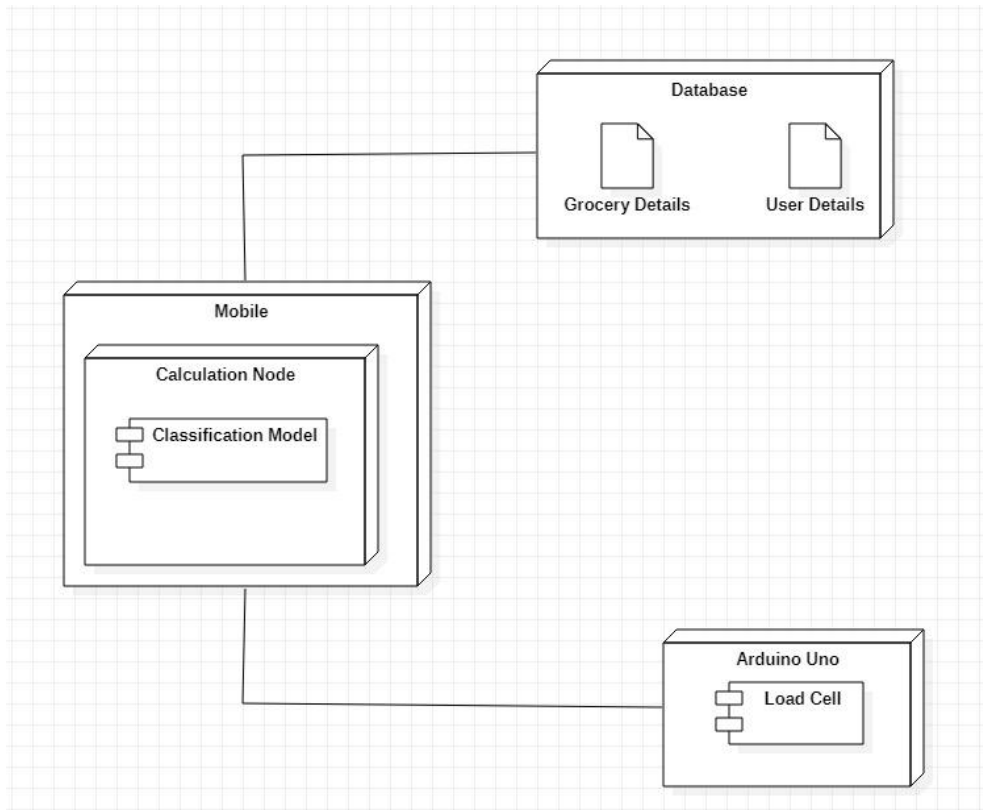 Database
Grocery Details
User Details
Mobile
Calculation Node
Classification Model
Arduino Uno
Load Cell